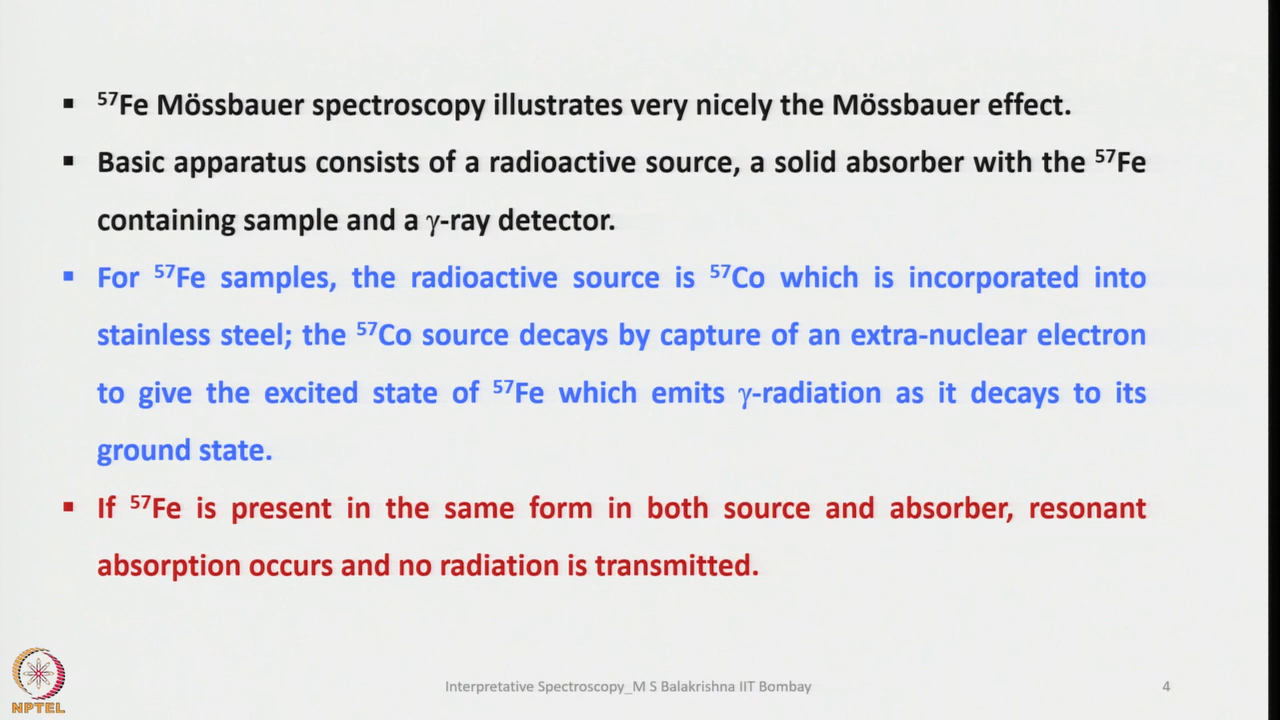 ▪ ⁵⁷Fe Mössbauer spectroscopy illustrates very nicely the Mössbauer effect.
▪ Basic apparatus consists of a radioactive source, a solid absorber with the ⁵⁷Fe
containing sample and a γ-ray detector.
▪ For ⁵⁷Fe samples, the radioactive source is ⁵⁷Co which is incorporated into
stainless steel; the ⁵⁷Co source decays by capture of an extra-nuclear electron
to give the excited state of ⁵⁷Fe which emits γ-radiation as it decays to its
ground state.
▪ If ⁵⁷Fe is present in the same form in both source and absorber, resonant
absorption occurs and no radiation is transmitted.
NPTEL
Interpretative Spectroscopy_M S Balakrishna IIT Bombay
4